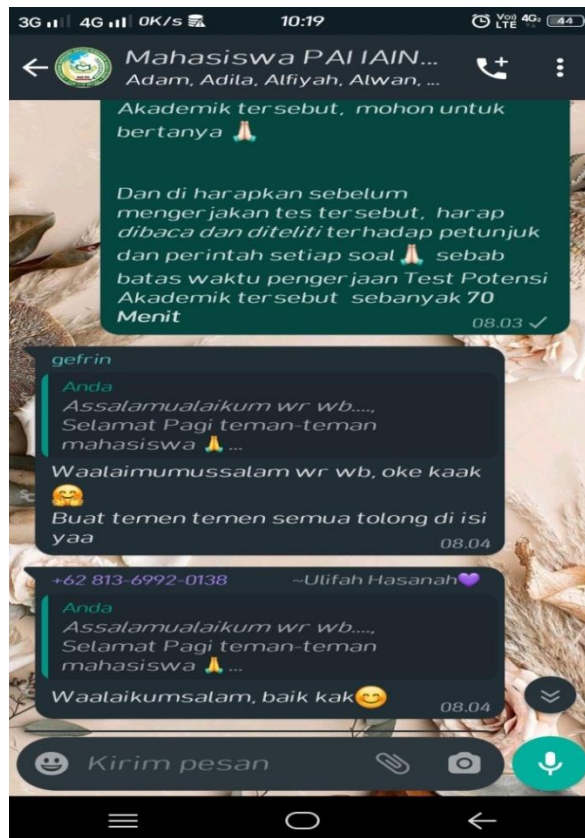 3G 4G 0K/s 10:19 Voi) LTE 4G 44
Mahasiswa PAI IAIN...
Adam, Adila, Alfiyah, Alwan, ...
Akademik tersebut, mohon untuk
bertanya 🙏
Dan di harapkan sebelum
mengerjakan tes tersebut, harap
dibaca dan diteliti terhadap petunjuk
dan perintah setiap soal 🙏 sebab
batas waktu pengerjaan Test Potensi
Akademik tersebut sebanyak 70
Menit
08.03
gefrin
Anda
Assalamualaikum wr wb....,
Selamat Pagi teman-teman
mahasiswa 🙏 ...
Waalaimumussalam wr wb, oke kaak
🤗
Buat temen temen semua tolong di isi
yaa
08.04
+62 813-6992-0138 ~Ulifah Hasanah💜
Anda
Assalamualaikum wr wb....,
Selamat Pagi teman-teman
mahasiswa 🙏 ...
Waalaikumsalam, baik kak😊
08.04
Kirim pesan